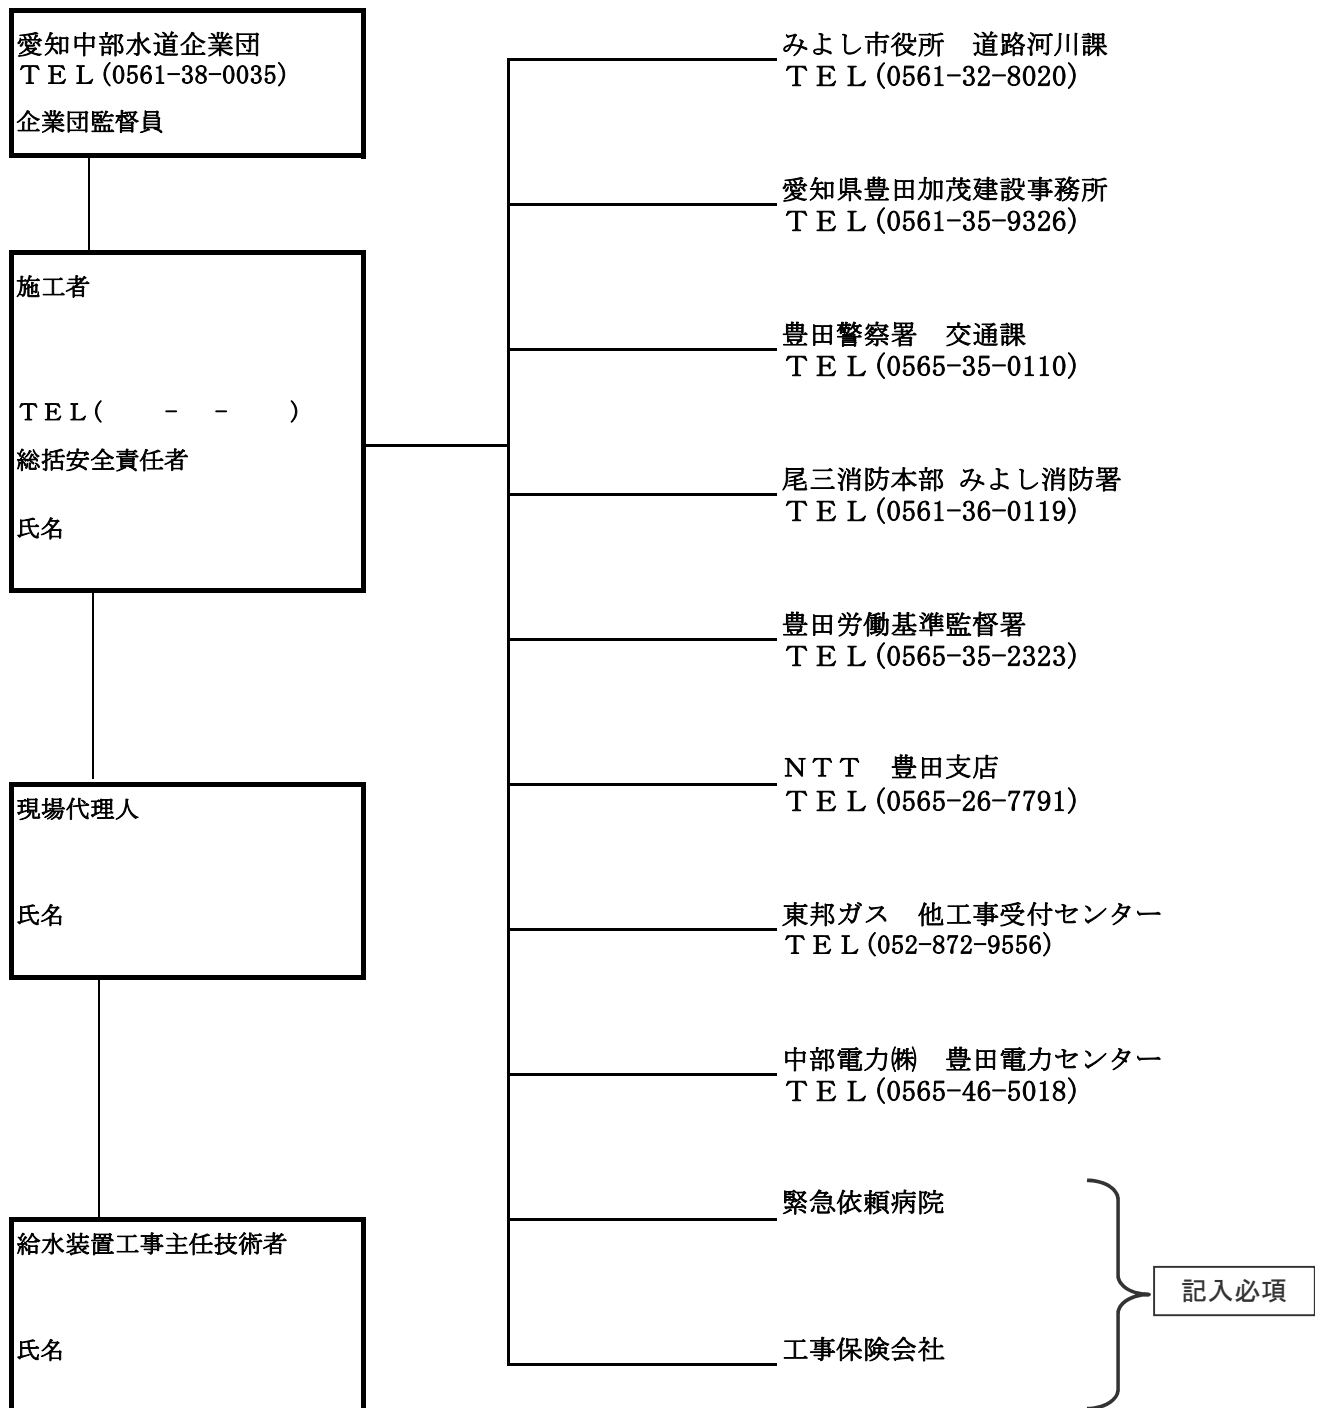 愛知中部水道企業団
ＴＥＬ(0561-38-0035)
企業団監督員
施工者
ＴＥＬ(　　-　-　　)
総括安全責任者
氏名
現場代理人
氏名
給水装置工事主任技術者
氏名
みよし市役所　道路河川課
ＴＥＬ(0561-32-8020)
愛知県豊田加茂建設事務所
ＴＥＬ(0561-35-9326)
豊田警察署　交通課
ＴＥＬ(0565-35-0110)
尾三消防本部 みよし消防署
ＴＥＬ(0561-36-0119)
豊田労働基準監督署
ＴＥＬ(0565-35-2323)
ＮＴＴ　豊田支店
ＴＥＬ(0565-26-7791)
東邦ガス　他工事受付センター
ＴＥＬ(052-872-9556)
中部電力㈱　豊田電力センター
ＴＥＬ(0565-46-5018)
緊急依頼病院
工事保険会社
記入必項